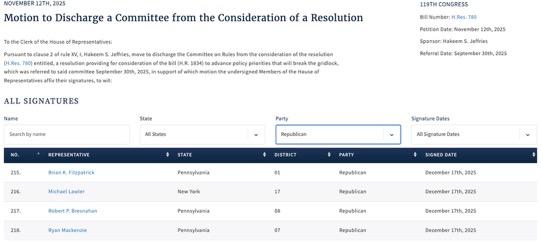 NOVEMBER 12TH, 2025
Motion to Discharge a Committee from the Consideration of a Resolution
119TH CONGRESS
Bill Number: H.Res. 780
Petition Date: November 12th, 2025
Sponsor: Hakeem S. Jeffries
Referral Date: September 30th, 2025
To the Clerk of the House of Representatives:
Pursuant to clause 2 of rule XV, I, Hakeem S. Jeffries, move to discharge the Committee on Rules from the consideration of the resolution
(H.Res. 780) entitled, a resolution providing for consideration of the bill (H.R. 1834) to advance policy priorities that will break the gridlock,
which was referred to said committee September 30th, 2025, in support of which motion the undersigned Members of the House of
Representatives affix their signatures, to wit:
ALL SIGNATURES
Name State Party Signature Dates
Search by name All States Republican All Signature Dates
NO. REPRESENTATIVE STATE DISTRICT PARTY SIGNED DATE
215. Brian K. Fitzpatrick Pennsylvania 01 Republican December 17th, 2025
216. Michael Lawler New York 17 Republican December 17th, 2025
217. Robert P. Bresnahan Pennsylvania 08 Republican December 17th, 2025
218. Ryan Mackenzie Pennsylvania 07 Republican December 17th, 2025